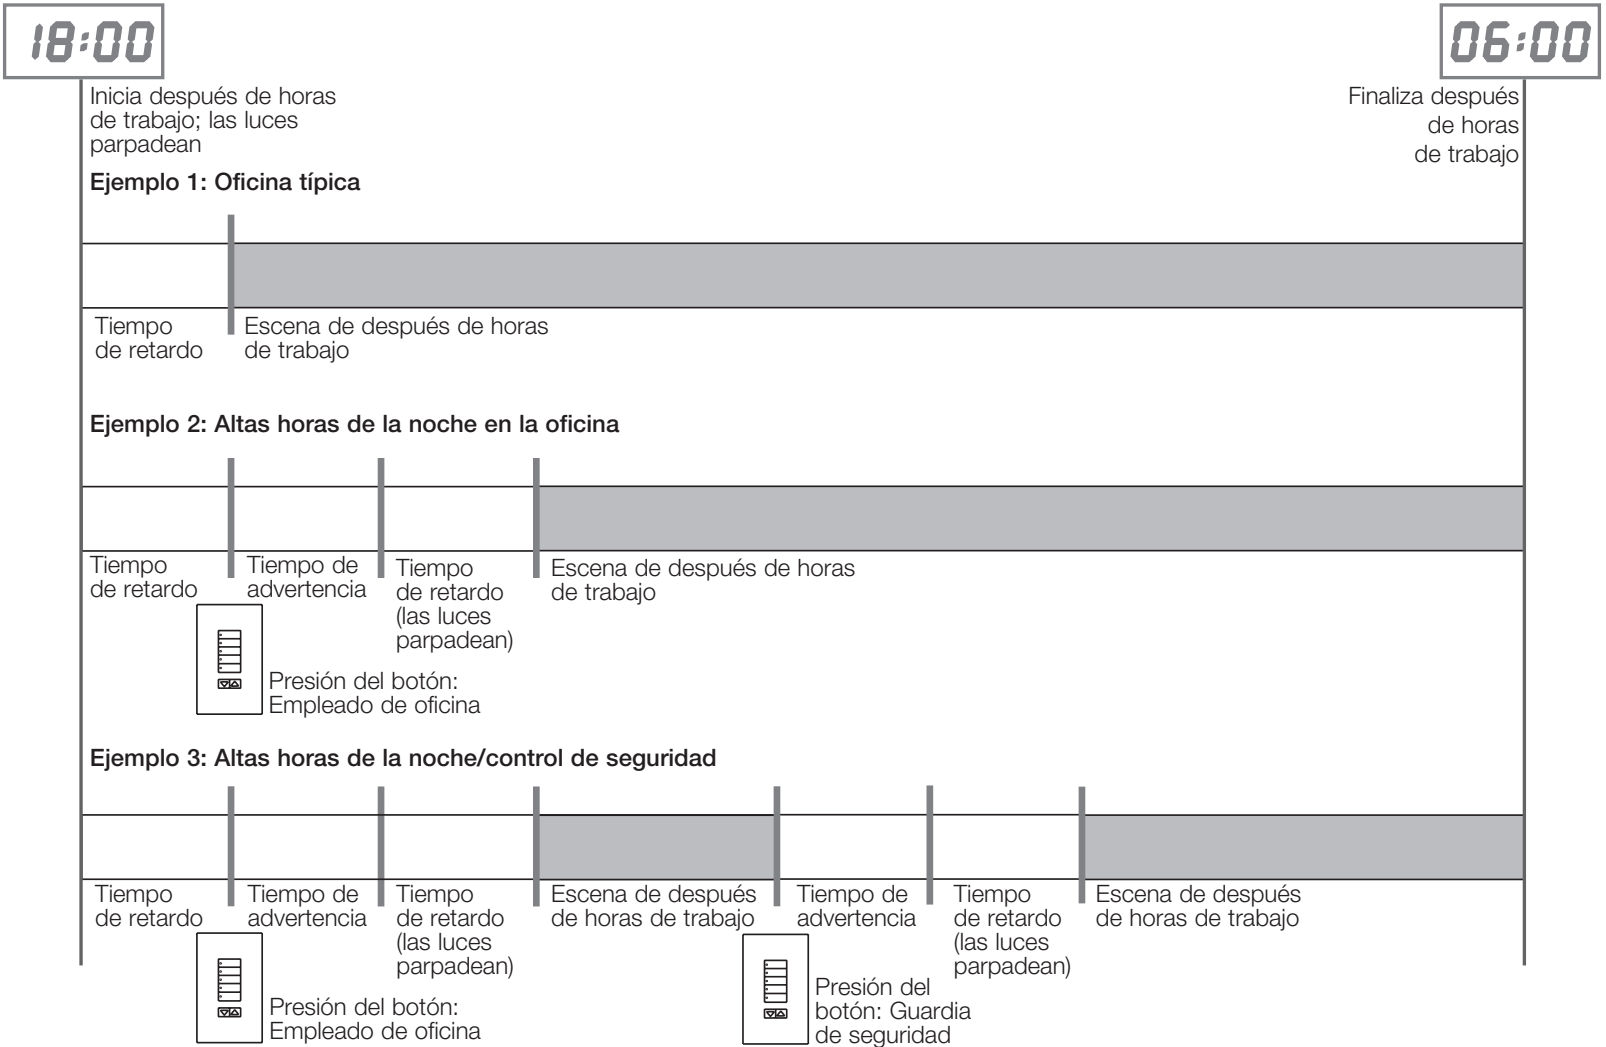 18:00
06:00
Inicia después de horas
de trabajo; las luces
parpadean
Finaliza después
de horas
de trabajo
Ejemplo 1: Oficina típica
Tiempo
de retardo
Escena de después de horas
de trabajo
Ejemplo 2: Altas horas de la noche en la oficina
Tiempo
de retardo
Tiempo de
advertencia
Tiempo
de retardo
(las luces
parpadean)
Escena de después de horas
de trabajo
Presión del botón:
Empleado de oficina
Ejemplo 3: Altas horas de la noche/control de seguridad
Tiempo
de retardo
Tiempo de
advertencia
Tiempo
de retardo
(las luces
parpadean)
Escena de después
de horas de trabajo
Tiempo de
advertencia
Tiempo
de retardo
(las luces
parpadean)
Escena de después
de horas de trabajo
Presión del botón:
Empleado de oficina
Presión del
botón: Guardia
de seguridad